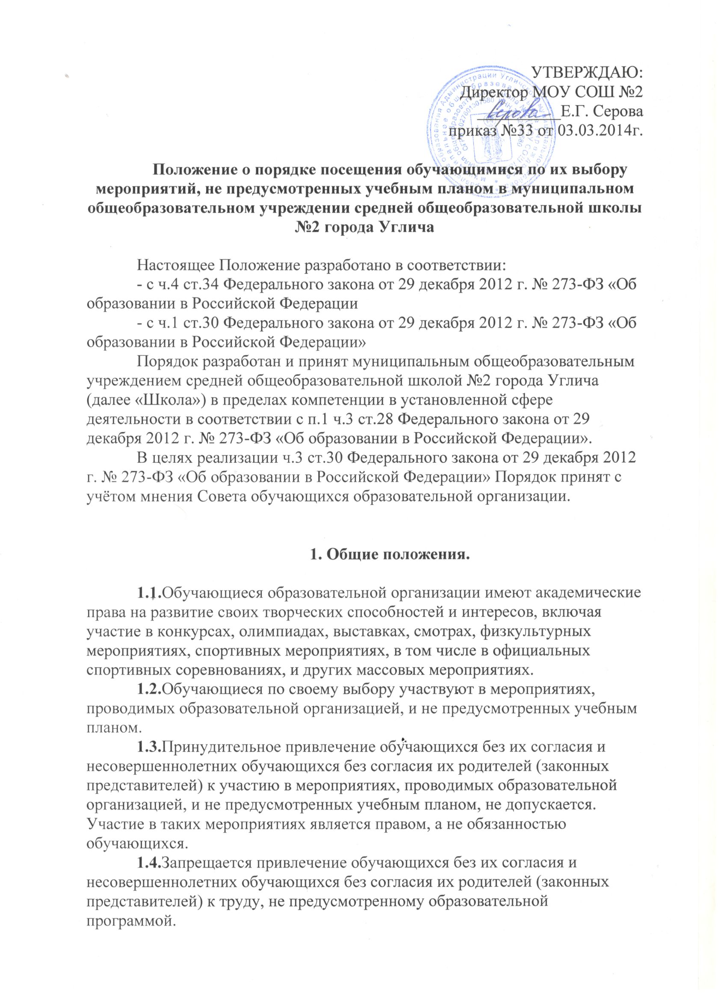 УТВЕРЖДАЮ:
Директор МОУ СОШ №2
Е.Г. Серова
приказ №33 от 03.03.2014г.
Положение о порядке посещения обучающимися по их выбору
мероприятий, не предусмотренных учебным планом в муниципальном
общеобразовательном учреждении средней общеобразовательной школы
№2 города Углича
Настоящее Положение разработано в соответствии:
- с ч.4 ст.34 Федерального закона от 29 декабря 2012 г. № 273-ФЗ «Об
образовании в Российской Федерации
- с ч.1 ст.30 Федерального закона от 29 декабря 2012 г. № 273-ФЗ «Об
образовании в Российской Федерации»
Порядок разработан и принят муниципальным общеобразовательным
учреждением средней общеобразовательной школой №2 города Углича
(далее «Школа») в пределах компетенции в установленной сфере
деятельности в соответствии с п.1 ч.3 ст.28 Федерального закона от 29
декабря 2012 г. № 273-ФЗ «Об образовании в Российской Федерации».
В целях реализации ч.3 ст.30 Федерального закона от 29 декабря 2012
г. № 273-ФЗ «Об образовании в Российской Федерации» Порядок принят с
учётом мнения Совета обучающихся образовательной организации.
1. Общие положения.
1.1.Обучающиеся образовательной организации имеют академические
права на развитие своих творческих способностей и интересов, включая
участие в конкурсах, олимпиадах, выставках, смотрах, физкультурных
мероприятиях, спортивных мероприятиях, в том числе в официальных
спортивных соревнованиях, и других массовых мероприятиях.
1.2.Обучающиеся по своему выбору участвуют в мероприятиях,
проводимых образовательной организацией, и не предусмотренных учебным
планом.
1.3.Принудительное привлечение обучающихся без их согласия и
несовершеннолетних обучающихся без согласия их родителей (законных
представителей) к участию в мероприятиях, проводимых образовательной
организацией, и не предусмотренных учебным планом, не допускается.
Участие в таких мероприятиях является правом, а не обязанностью
обучающихся.
1.4.Запрещается привлечение обучающихся без их согласия и
несовершеннолетних обучающихся без согласия их родителей (законных
представителей) к труду, не предусмотренному образовательной
программой.